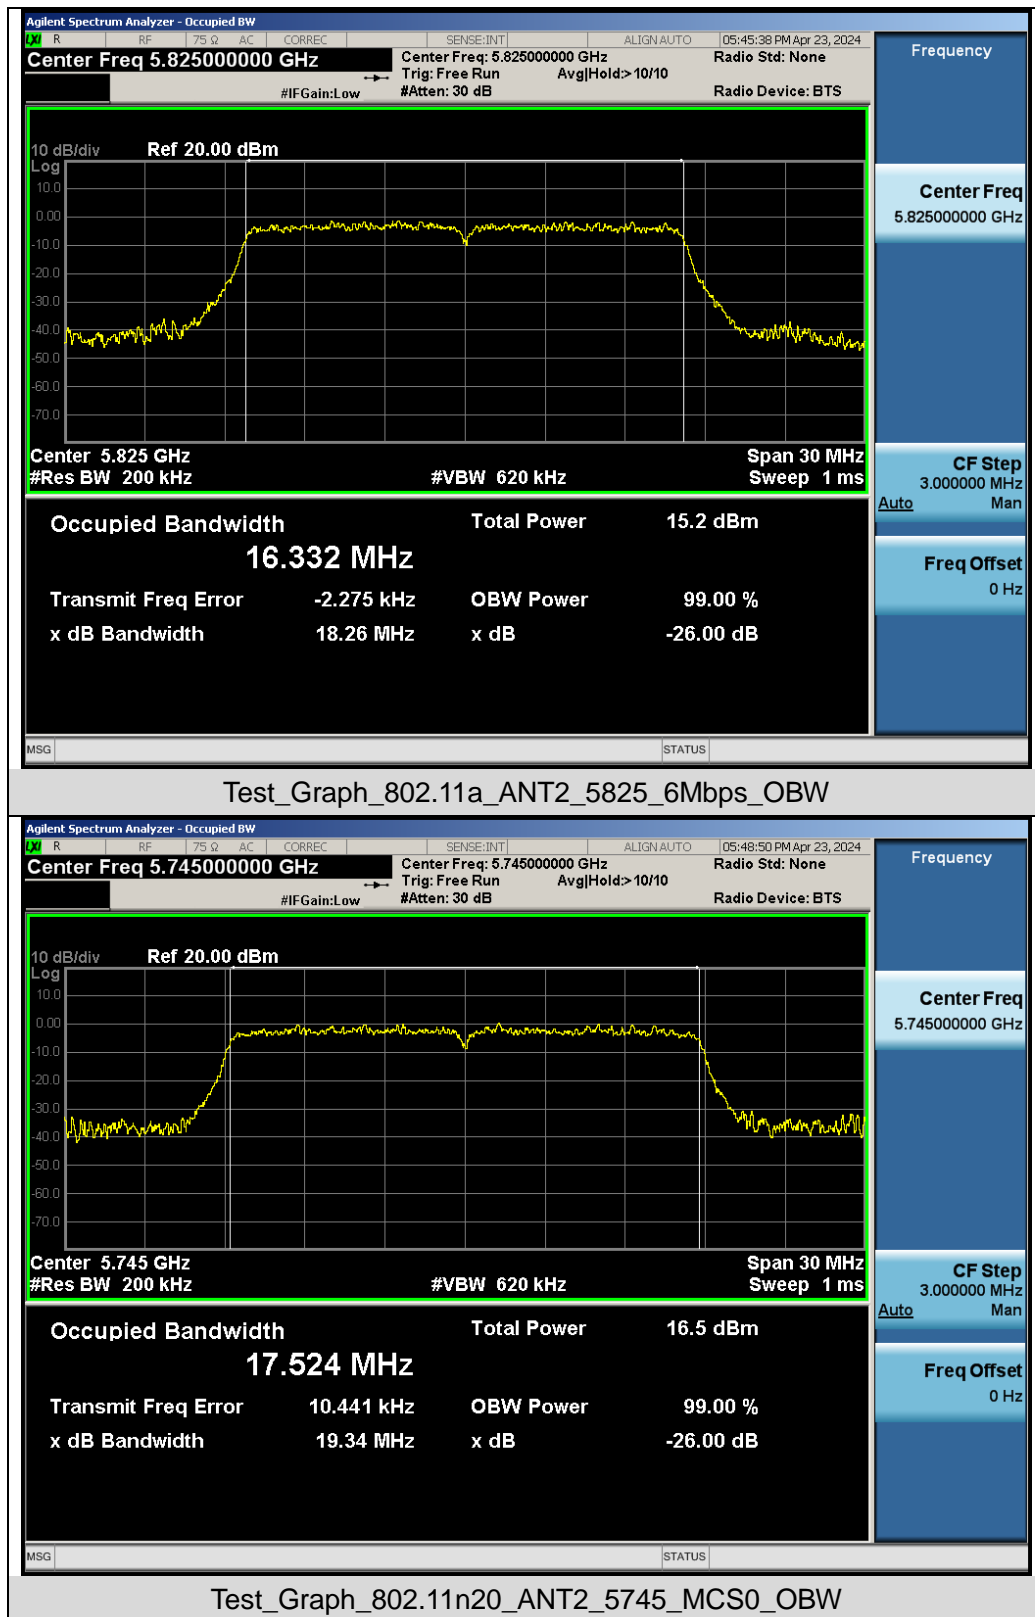 Agilent Spectrum Analyzer - Occupied BW
LXI R RF 75 Ω AC CORREC SENSE:INT ALIGN AUTO 05:45:38 PM Apr 23, 2024
Center Freq 5.825000000 GHz
Center Freq: 5.825000000 GHz
Radio Std: None
Trig: Free Run Avg|Hold:>10/10
#IFGain:Low
#Atten: 30 dB
Radio Device: BTS
Frequency
10 dB/div Ref 20.00 dBm
Log
10.0
0.00
-10.0
-20.0
-30.0
-40.0
-50.0
-60.0
-70.0
Center Freq
5.825000000 GHz
Center 5.825 GHz Span 30 MHz
#Res BW 200 kHz #VBW 620 kHz Sweep 1 ms
CF Step
3.000000 MHz
Auto Man
Occupied Bandwidth Total Power 15.2 dBm
16.332 MHz
Freq Offset
0 Hz
Transmit Freq Error -2.275 kHz OBW Power 99.00 %
x dB Bandwidth 18.26 MHz x dB -26.00 dB
MSG STATUS
Test_Graph_802.11a_ANT2_5825_6Mbps_OBW
Agilent Spectrum Analyzer - Occupied BW
LXI R RF 75 Ω AC CORREC SENSE:INT ALIGN AUTO 05:48:50 PM Apr 23, 2024
Center Freq 5.745000000 GHz
Center Freq: 5.745000000 GHz
Radio Std: None
Trig: Free Run Avg|Hold:>10/10
#IFGain:Low
#Atten: 30 dB
Radio Device: BTS
Frequency
10 dB/div Ref 20.00 dBm
Log
10.0
0.00
-10.0
-20.0
-30.0
-40.0
-50.0
-60.0
-70.0
Center Freq
5.745000000 GHz
Center 5.745 GHz Span 30 MHz
#Res BW 200 kHz #VBW 620 kHz Sweep 1 ms
CF Step
3.000000 MHz
Auto Man
Occupied Bandwidth Total Power 16.5 dBm
17.524 MHz
Freq Offset
0 Hz
Transmit Freq Error 10.441 kHz OBW Power 99.00 %
x dB Bandwidth 19.34 MHz x dB -26.00 dB
MSG STATUS
Test_Graph_802.11n20_ANT2_5745_MCS0_OBW